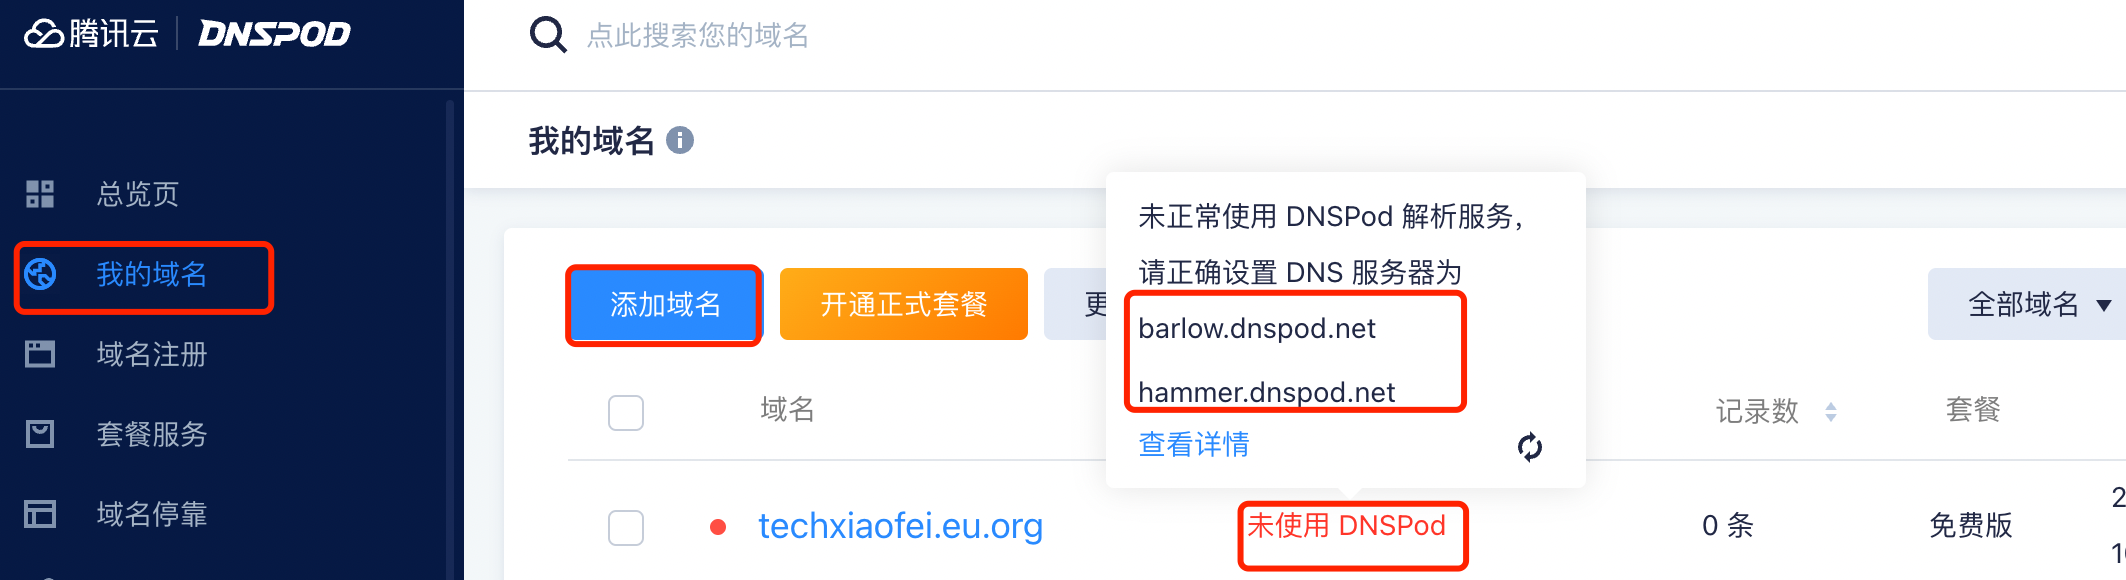 腾讯云 DNSPOD
点此搜索您的域名
我的域名
总览页
我的域名
域名注册
套餐服务
域名停靠
添加域名
开通正式套餐
更
全部域名
未正常使用 DNSPod 解析服务，
请正确设置 DNS 服务器为
barlow.dnspod.net
hammer.dnspod.net
查看详情
域名
记录数
套餐
techxiaofei.eu.org
未使用 DNSPod
0 条
免费版